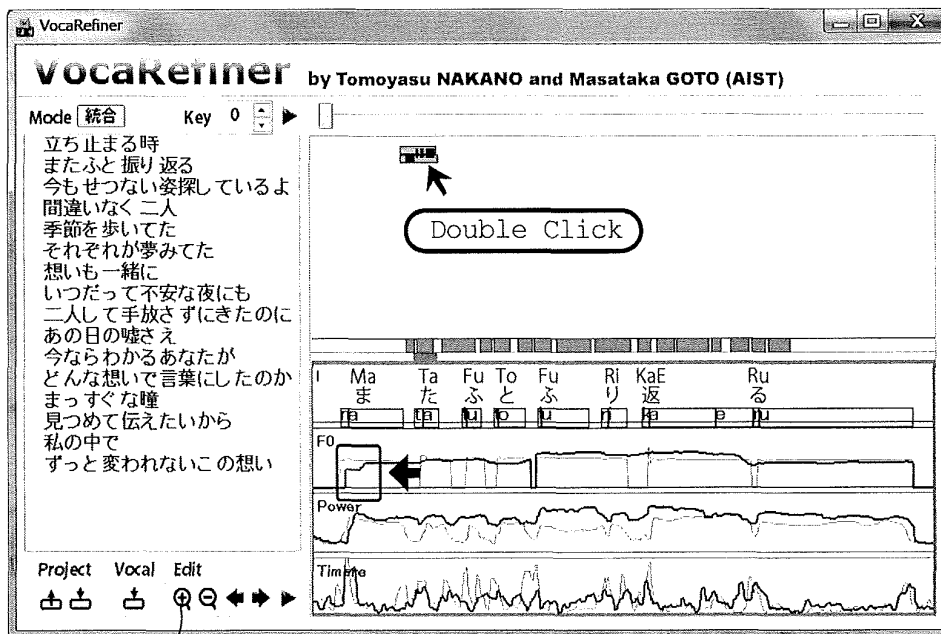 VocaRefiner
VocaRefiner by Tomoyasu NAKANO and Masataka GOTO (AIST)
Mode 統合 Key 0
立ち止まる時
またふと振り返る
今もせつない姿探しているよ
間違いなく二人
季節を歩いてた
それぞれが夢みてた
想いも一緒に
いつだって不安な夜にも
二人して手放さずにきたのに
あの日の嘘さえ
今ならわかるあなたが
どんな想いで言葉にしたのか
まっすぐな瞳
見つめて伝えたいから
私の中で
ずっと変われないこの想い
Project Vocal Edit
Double Click
Ma Ta Fu To Fu Ri KaE Ru
ま た ふ と ふ り 返 る
F0
Power